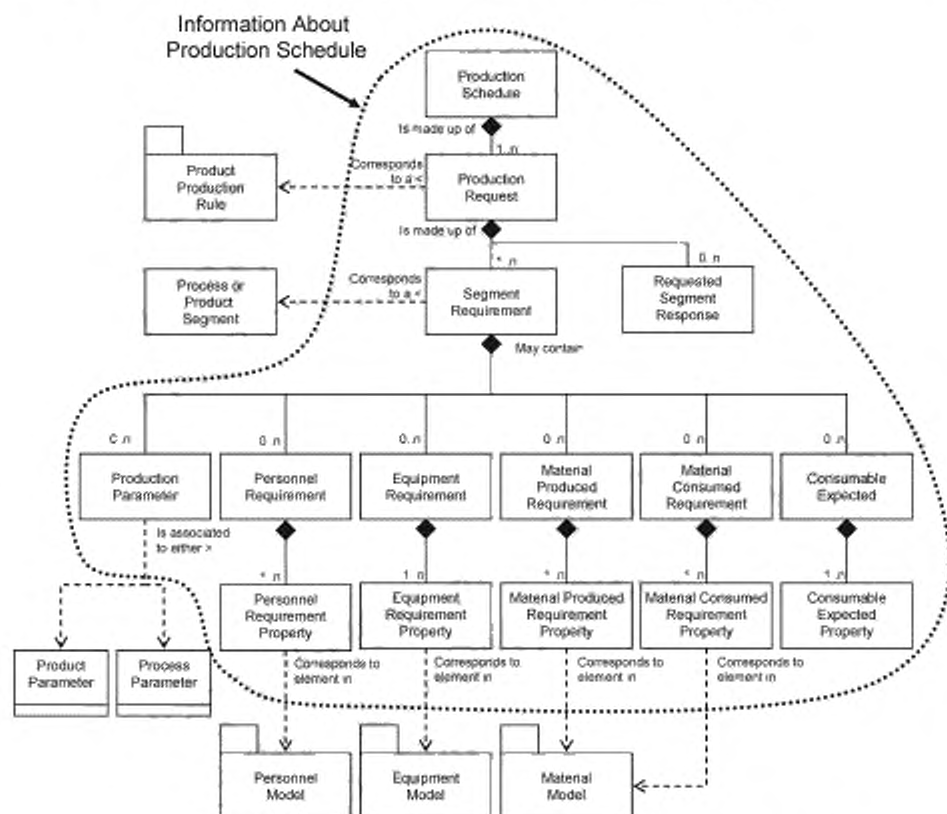 Information About
Production Schedule
Production
Schedule
Is made up of
1..n
Product
Production
Rule
Corresponds
to a <
Production
Request
Is made up of
0..n
Process or
Product
Segment
Corresponds
to a <
Segment
Requirement
Requested
Segment
Response
May contain
0..n
0..n
0..n
0..n
0..n
Production
Parameter
Personnel
Requirement
Equipment
Requirement
Material
Produced
Requirement
Material
Consumed
Requirement
Consumable
Expected
Is associated
to either >
Personnel
Requirement
Property
Equipment
Requirement
Property
Material Produced
Requirement
Property
Material Consumed
Requirement
Property
Consumable
Expected
Property
Product
Parameter
Process
Parameter
Corresponds to
element in
Corresponds to
element in
Corresponds to
element in
Corresponds to
element in
Personnel
Model
Equipment
Model
Material
Model